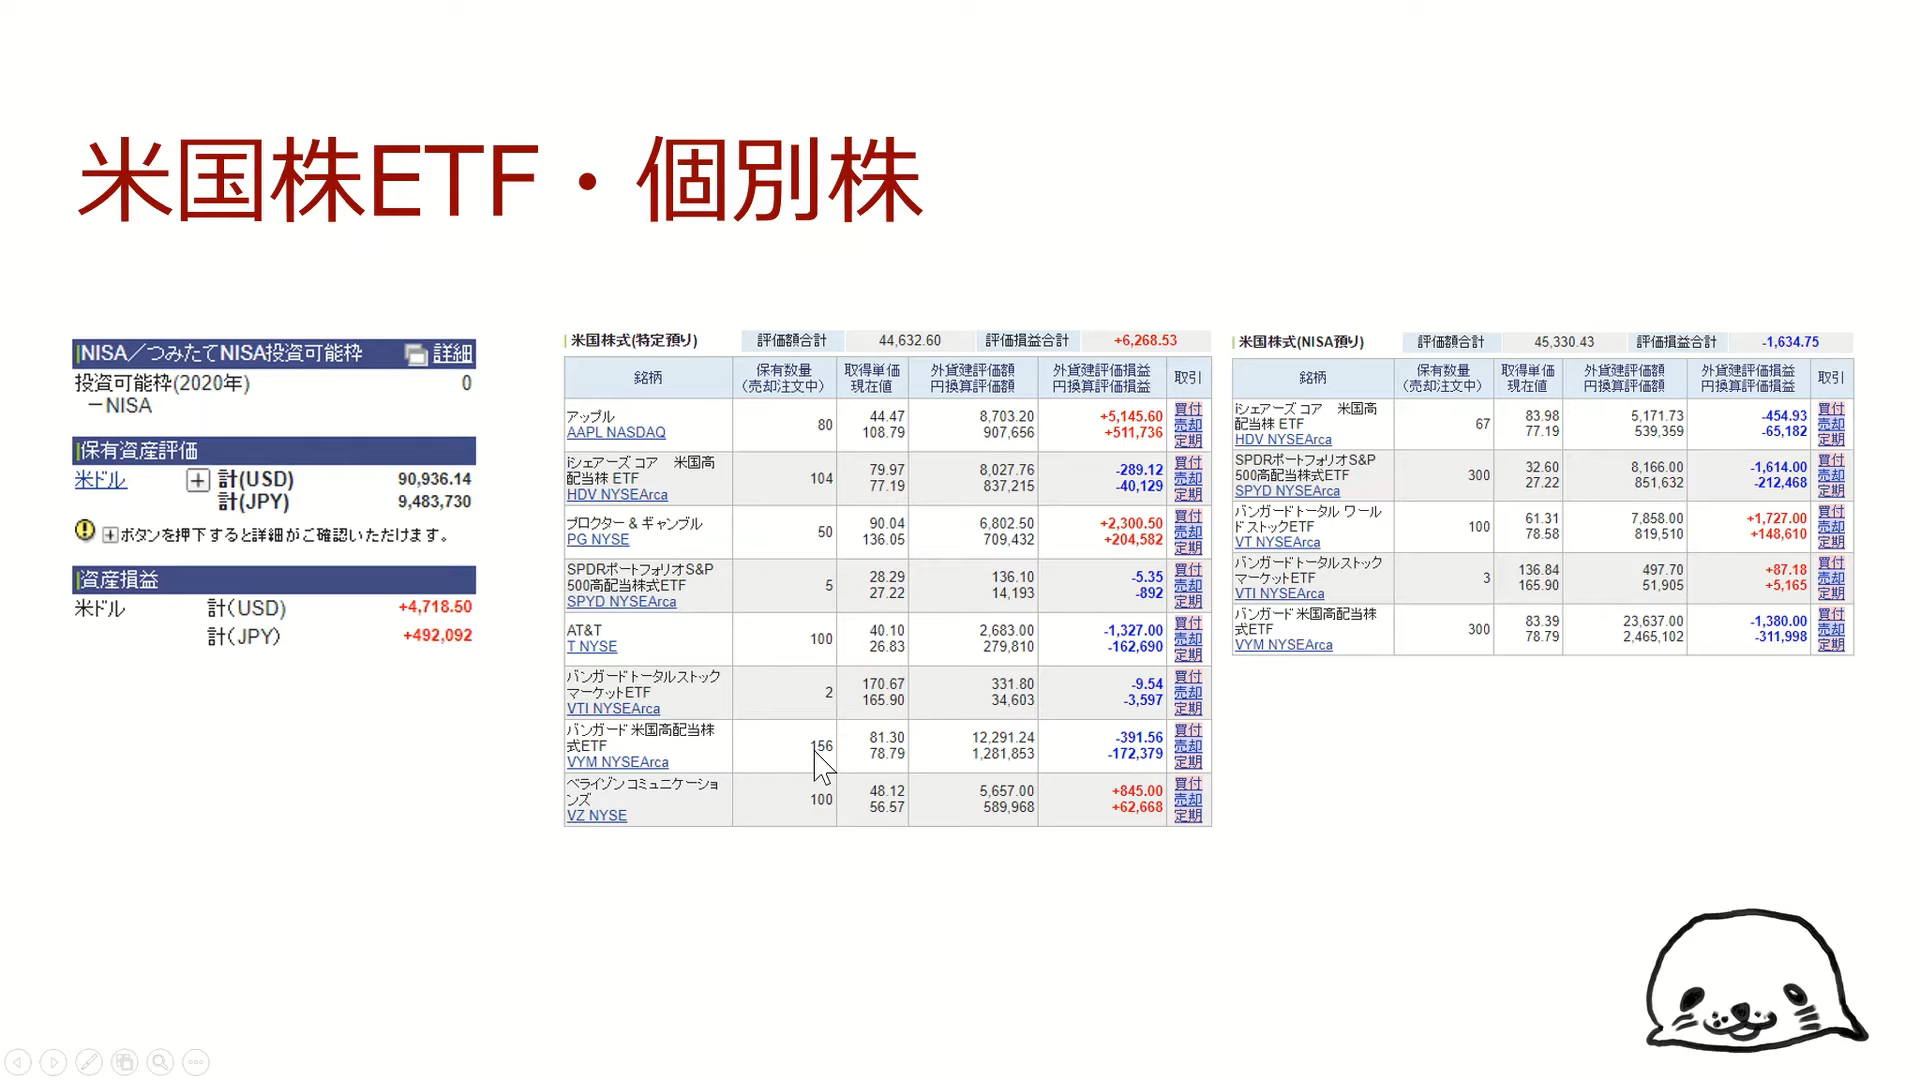 米国株ETF・個別株
NISA／つみたてNISA投資可能枠 詳細
投資可能枠(2020年) 0
－NISA
保有資産評価
米ドル 計(USD) 90,936.14
計(JPY) 9,483,730
ボタンを押下すると詳細がご確認いただけます。
資産損益
米ドル 計(USD) +4,718.50
計(JPY) +492,092
米国株式(特定預り) 評価額合計 44,632.60 評価損益合計 +6,268.53
銘柄 保有数量 取得単価 外貨建評価額 外貨建評価損益 取引
(売却注文中) 現在値 円換算評価額 円換算評価損益
アップル 80 44.47 8,703.20 +5,145.60 買付
AAPL NASDAQ 108.79 907,656 +511,736 売却
定期
iシェアーズ コア　米国高 104 79.97 8,027.76 -289.12 買付
配当株 ETF 77.19 837,215 -40,129 売却
HDV NYSEArca 定期
プロクター & ギャンブル 50 90.04 6,802.50 +2,300.50 買付
PG NYSE 136.05 709,432 +204,582 売却
定期
SPDRポートフォリオS&P 5 28.29 136.10 -5.35 買付
500高配当株式ETF 27.22 14,193 -892 売却
SPYD NYSEArca 定期
AT&T 100 40.10 2,683.00 -1,327.00 買付
T NYSE 26.83 279,810 -162,690 売却
定期
バンガードトータルストック 2 170.67 331.80 -9.54 買付
マーケットETF 165.90 34,603 -3,597 売却
VTI NYSEArca 定期
バンガード 米国高配当株 156 81.30 12,291.24 -391.56 買付
式ETF 78.79 1,281,853 -172,379 売却
VYM NYSEArca 定期
ベライゾン コミュニケーショ 100 48.12 5,657.00 +845.00 買付
ンズ 56.57 589,968 +62,668 売却
VZ NYSE 定期
米国株式(NISA預り) 評価額合計 45,330.43 評価損益合計 -1,634.75
銘柄 保有数量 取得単価 外貨建評価額 外貨建評価損益 取引
(売却注文中) 現在値 円換算評価額 円換算評価損益
iシェアーズ コア　米国高 67 83.98 5,171.73 -454.93 買付
配当株 ETF 77.19 539,359 -65,182 売却
HDV NYSEArca 定期
SPDRポートフォリオS&P 300 32.60 8,166.00 -1,614.00 買付
500高配当株式ETF 27.22 851,632 -212,468 売却
SPYD NYSEArca 定期
バンガードトータル ワール 100 61.31 7,858.00 +1,727.00 買付
ドストックETF 78.58 819,510 +148,610 売却
VT NYSEArca 定期
バンガードトータルストック 3 136.84 497.70 +87.18 買付
マーケットETF 165.90 51,905 +5,165 売却
VTI NYSEArca 定期
バンガード 米国高配当株 300 83.39 23,637.00 -1,380.00 買付
式ETF 78.79 2,465,102 -311,998 売却
VYM NYSEArca 定期